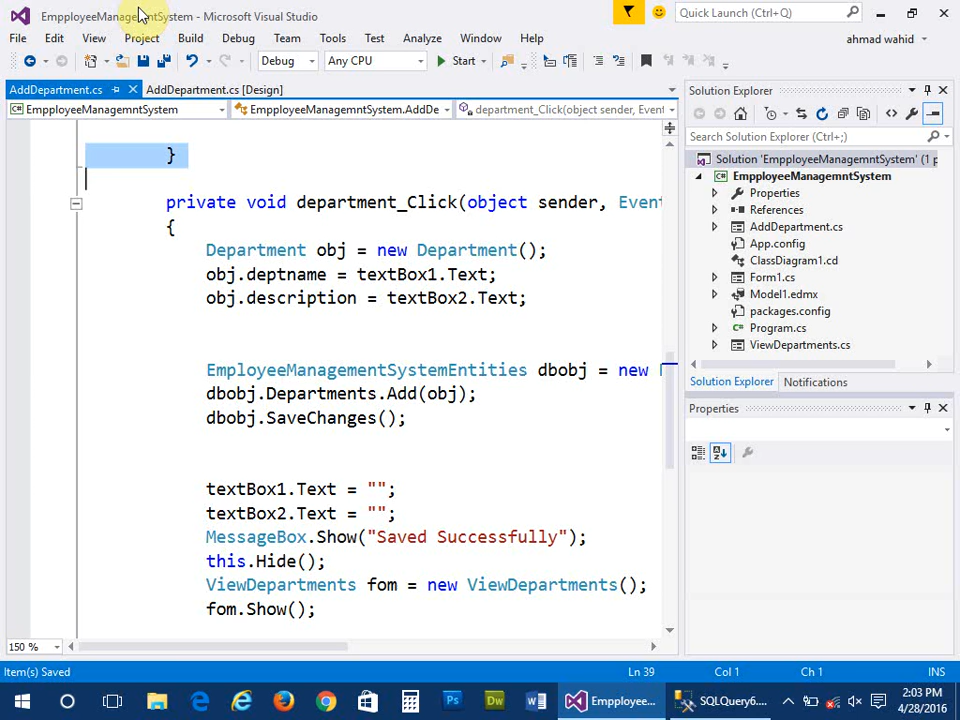 EmpployeeManagemntSystem - Microsoft Visual Studio
Quick Launch (Ctrl+Q)
File Edit View Project Build Debug Team Tools Test Analyze Window Help
ahmad wahid
Debug Any CPU Start
AddDepartment.cs AddDepartment.cs [Design]
EmpployeeManagemntSystem EmpployeeManagemntSystem.AddDe department_Click(object sender, Event
}
private void department_Click(object sender, Event
{
Department obj = new Department();
obj.deptname = textBox1.Text;
obj.description = textBox2.Text;
EmployeeManagementSystemEntities dbobj = new
dbobj.Departments.Add(obj);
dbobj.SaveChanges();
textBox1.Text = "";
textBox2.Text = "";
MessageBox.Show("Saved Successfully");
this.Hide();
ViewDepartments fom = new ViewDepartments();
fom.Show();
150 %
Solution Explorer
Search Solution Explorer (Ctrl+;)
Solution 'EmpployeeManagemntSystem' (1 p
EmpployeeManagemntSystem
Properties
References
AddDepartment.cs
App.config
ClassDiagram1.cd
Form1.cs
Model1.edmx
packages.config
Program.cs
ViewDepartments.cs
Solution Explorer Notifications
Properties
Item(s) Saved Ln 39 Col 1 Ch 1 INS
Empployee... SQLQuery6.... 2:03 PM
4/28/2016